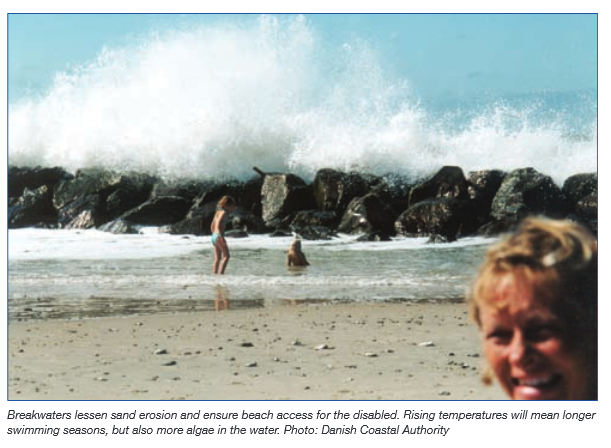 Breakwaters lessen sand erosion and ensure beach access for the disabled. Rising temperatures will mean longer
swimming seasons, but also more algae in the water. Photo: Danish Coastal Authority